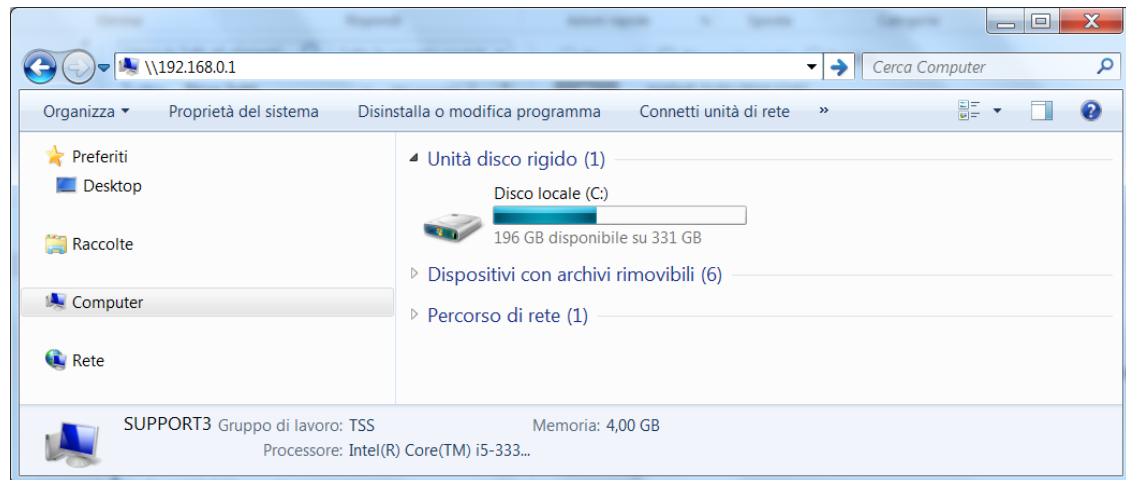 \\192.168.0.1
Cerca Computer
Organizza Proprietà del sistema Disinstalla o modifica programma Connetti unità di rete »
Preferiti
Desktop
Raccolte
Computer
Rete
Unità disco rigido (1)
Disco locale (C:)
196 GB disponibile su 331 GB
Dispositivi con archivi rimovibili (6)
Percorso di rete (1)
SUPPORT3 Gruppo di lavoro: TSS Memoria: 4,00 GB
Processore: Intel(R) Core(TM) i5-333...